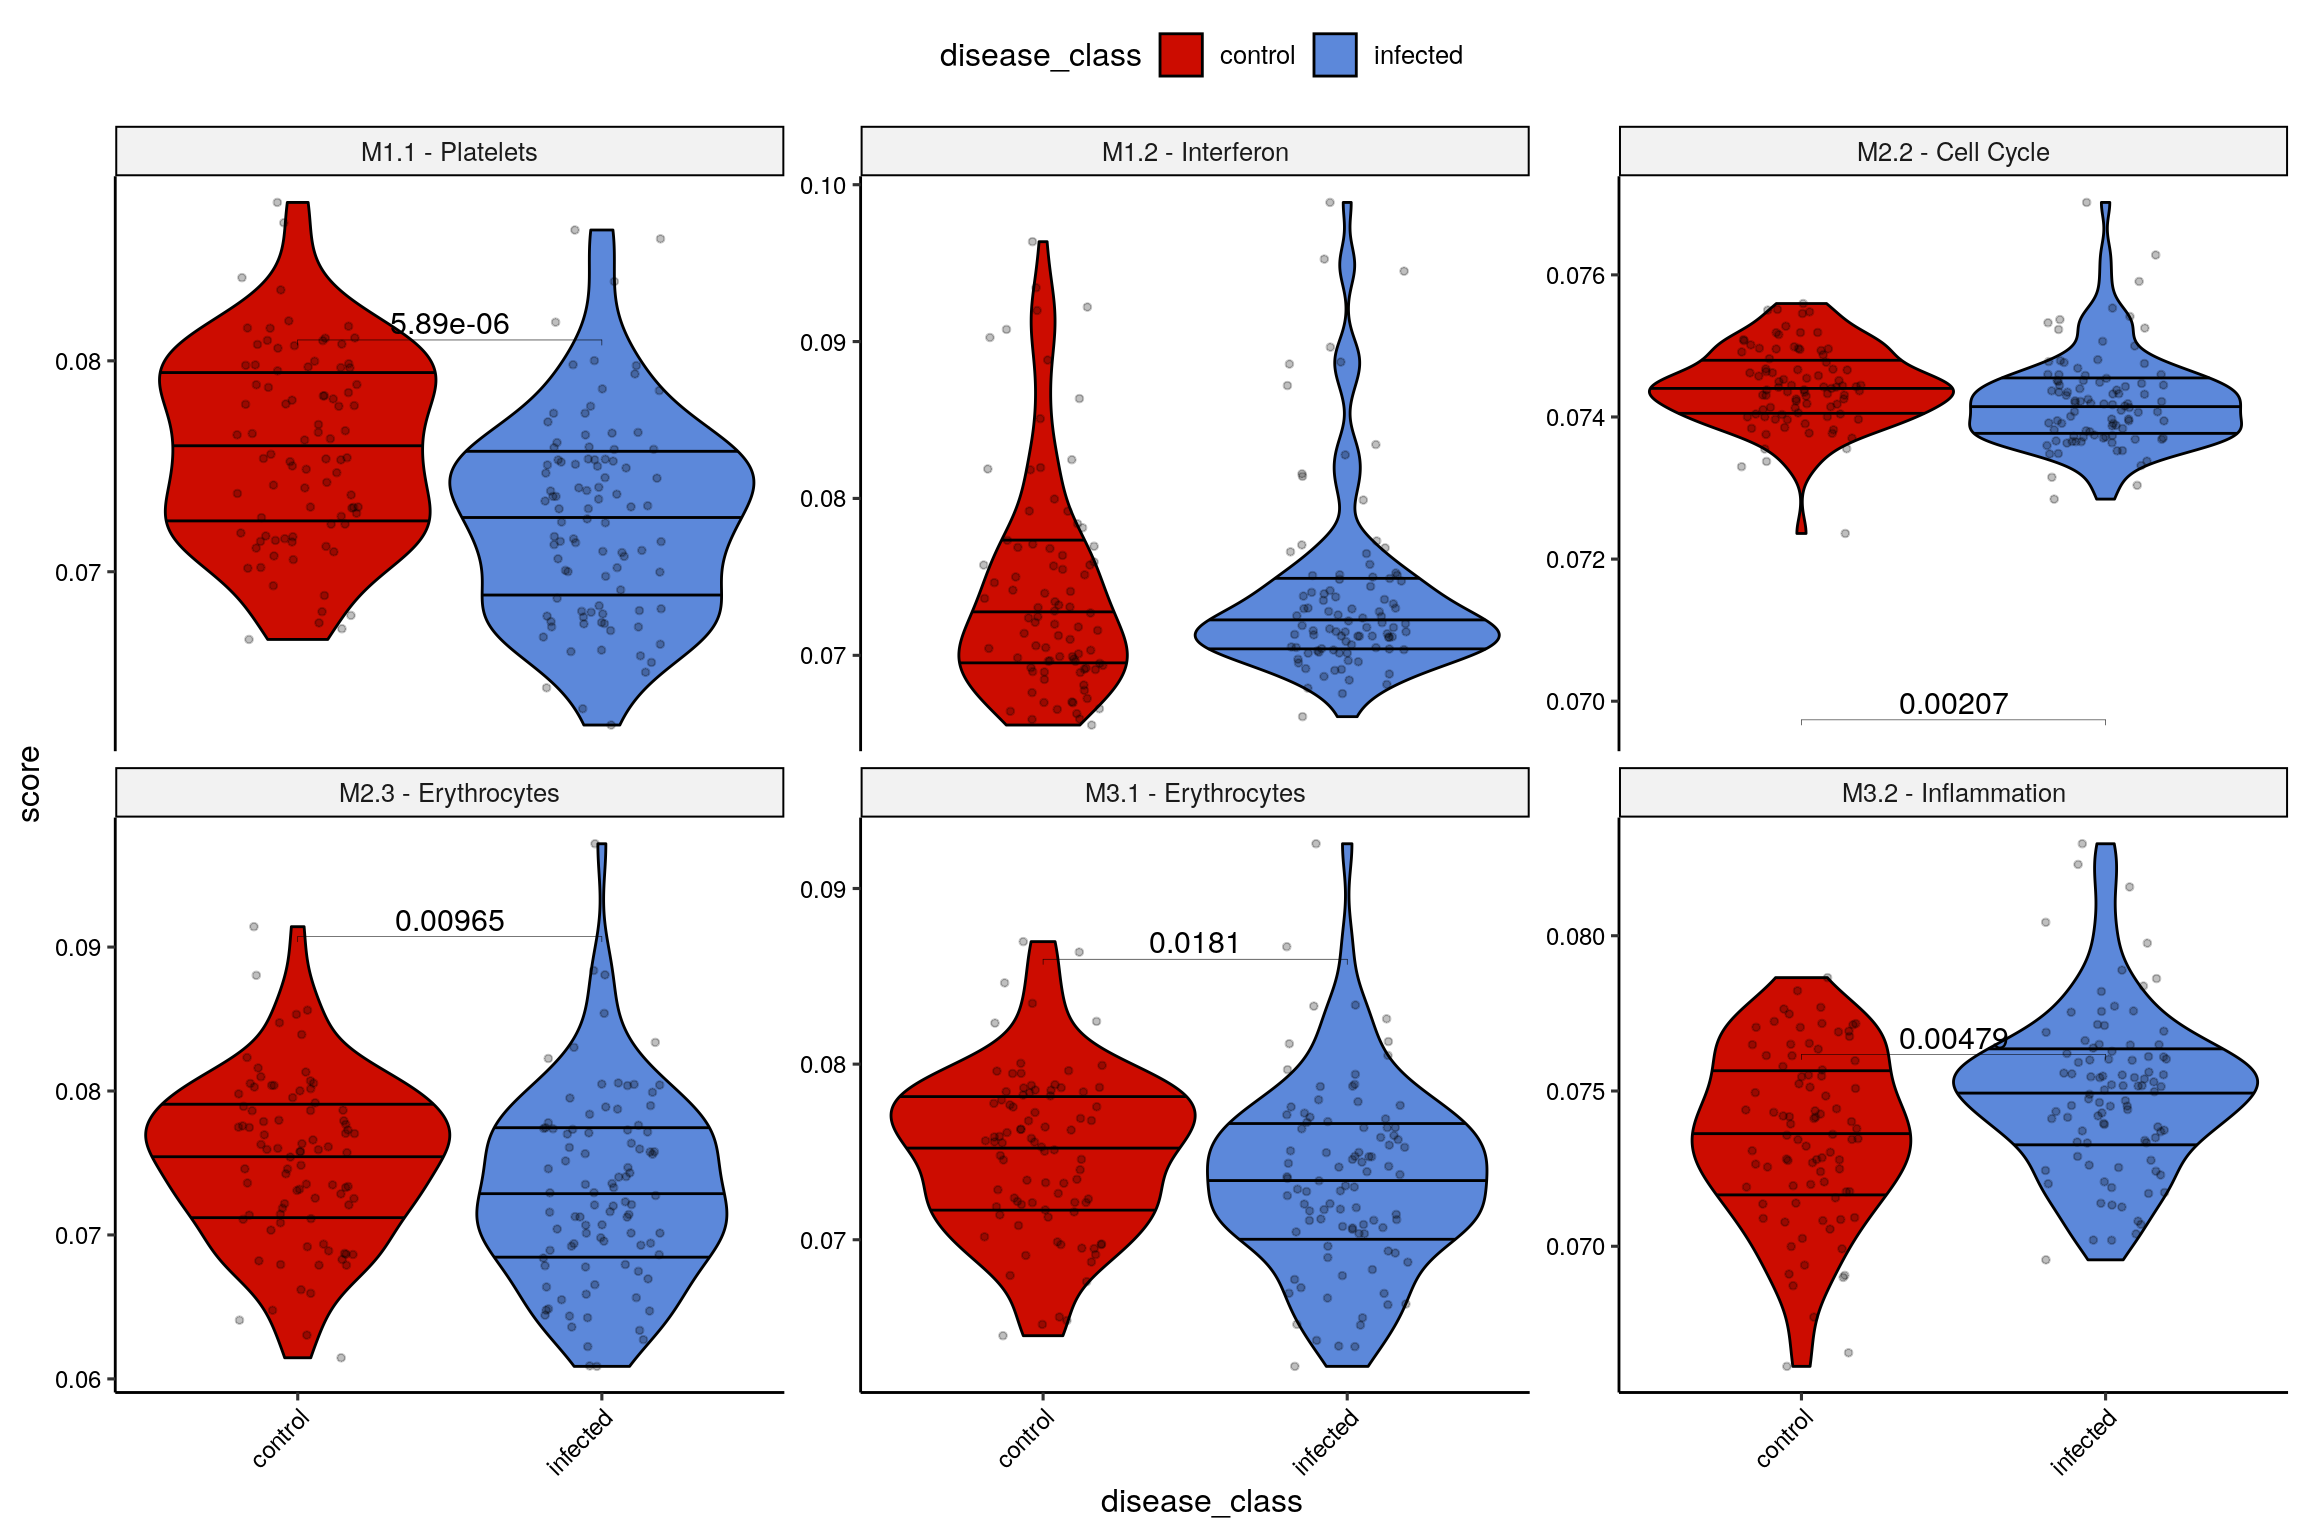 disease_class control infected
M1.1 - Platelets
M1.2 - Interferon
M2.2 - Cell Cycle
0.08
0.07
5.89e-06
0.10
0.09
0.08
0.07
0.076
0.074
0.072
0.070
0.00207
score
M2.3 - Erythrocytes
M3.1 - Erythrocytes
M3.2 - Inflammation
0.09
0.08
0.07
0.06
0.00965
0.09
0.08
0.07
0.0181
0.080
0.075
0.070
0.00479
control
infected
control
infected
control
infected
disease_class